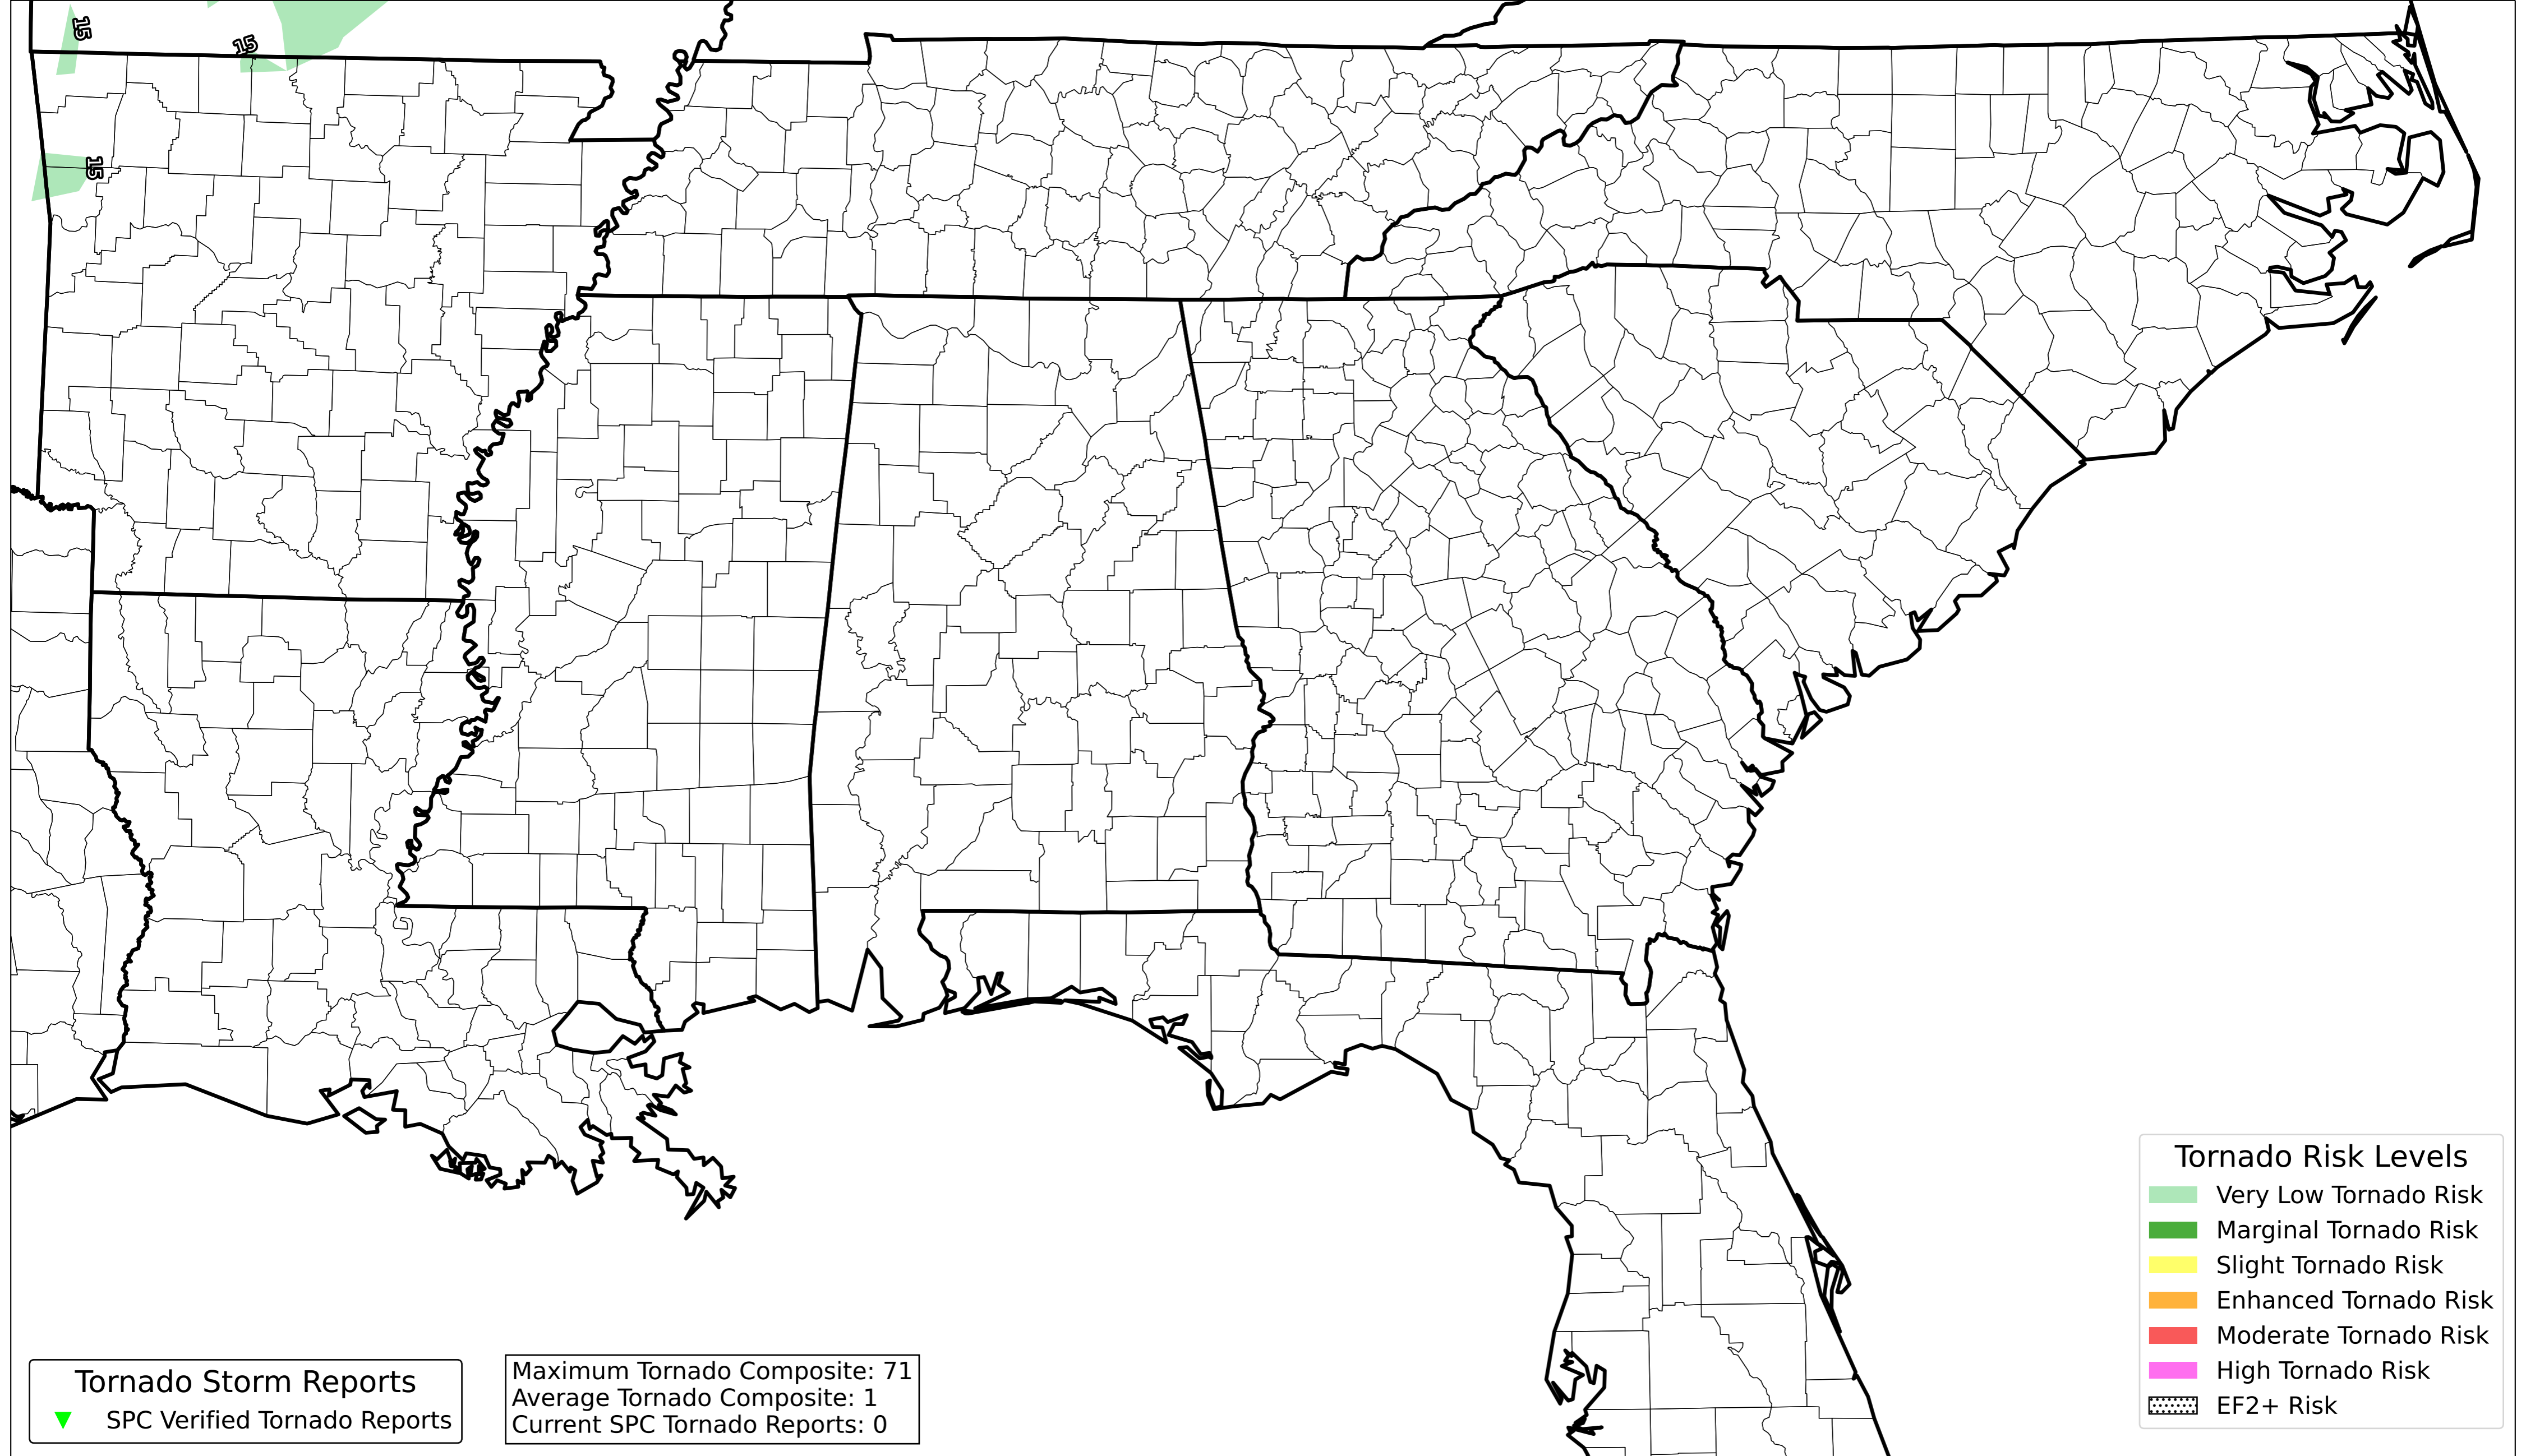 15
15
15
Tornado Risk Levels
Very Low Tornado Risk
Marginal Tornado Risk
Slight Tornado Risk
Enhanced Tornado Risk
Moderate Tornado Risk
High Tornado Risk
EF2+ Risk
Tornado Storm Reports
SPC Verified Tornado Reports
Maximum Tornado Composite: 71
Average Tornado Composite: 1
Current SPC Tornado Reports: 0